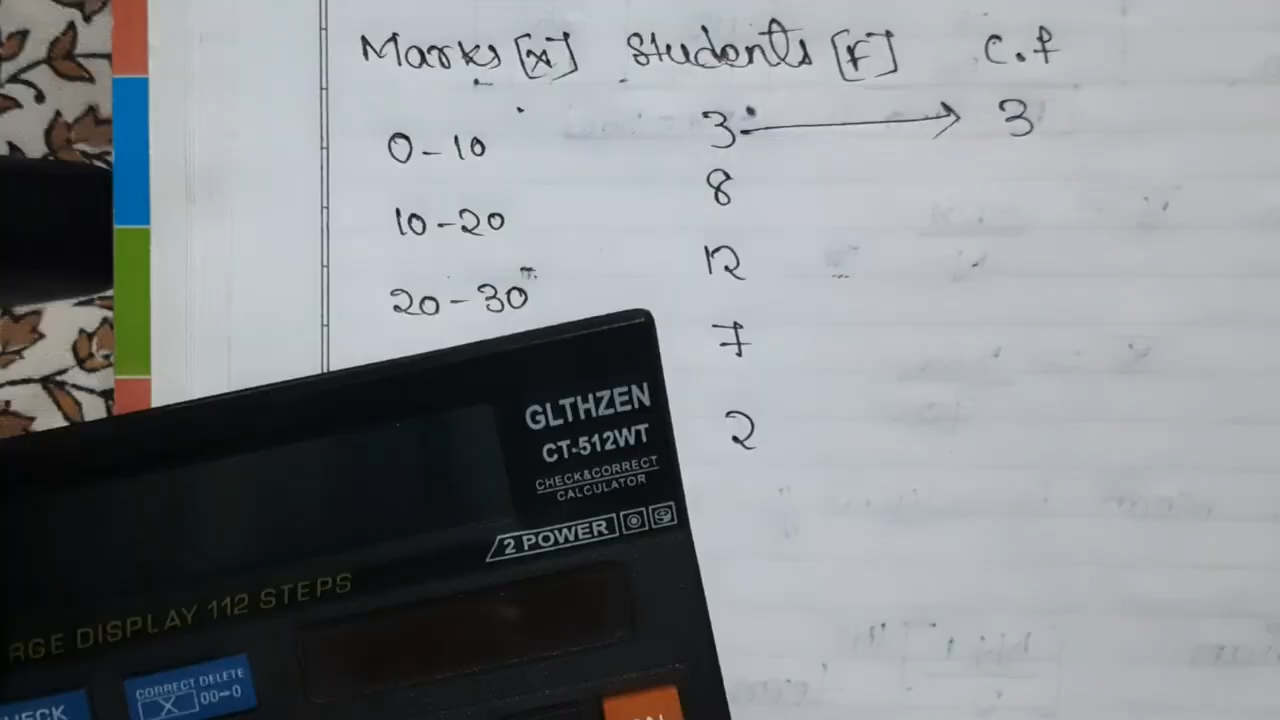 Marks [x] Students [F] C.f
0-10 3 → 3
10-20 8
20-30 12
7
2
GLTHZEN
CT-512WT
CHECK&CORRECT
CALCULATOR
2 POWER
RGE DISPLAY 112 STEPS
CORRECT DELETE
X 00→0
HECK